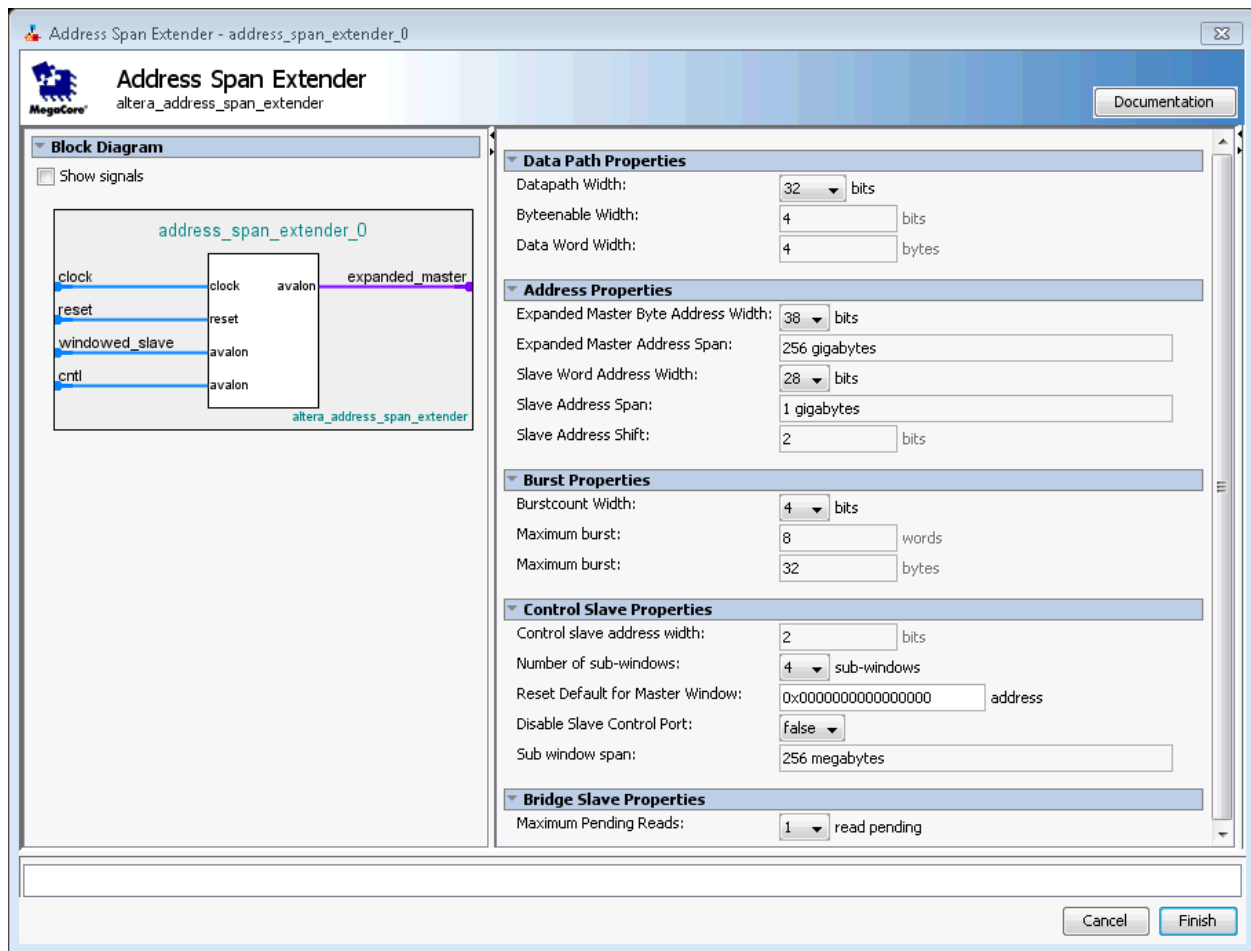 Address Span Extender - address_span_extender_0
MegaCore®
Address Span Extender
altera_address_span_extender
Documentation
Block Diagram
Show signals
address_span_extender_0
clock
clock
avalon
expanded_master
reset
reset
windowed_slave
avalon
cntl
avalon
altera_address_span_extender
Data Path Properties
Datapath Width: 32 bits
Byteenable Width: 4 bits
Data Word Width: 4 bytes
Address Properties
Expanded Master Byte Address Width: 38 bits
Expanded Master Address Span: 256 gigabytes
Slave Word Address Width: 28 bits
Slave Address Span: 1 gigabytes
Slave Address Shift: 2 bits
Burst Properties
Burstcount Width: 4 bits
Maximum burst: 8 words
Maximum burst: 32 bytes
Control Slave Properties
Control slave address width: 2 bits
Number of sub-windows: 4 sub-windows
Reset Default for Master Window: 0x0000000000000000 address
Disable Slave Control Port: false
Sub window span: 256 megabytes
Bridge Slave Properties
Maximum Pending Reads: 1 read pending
Cancel Finish